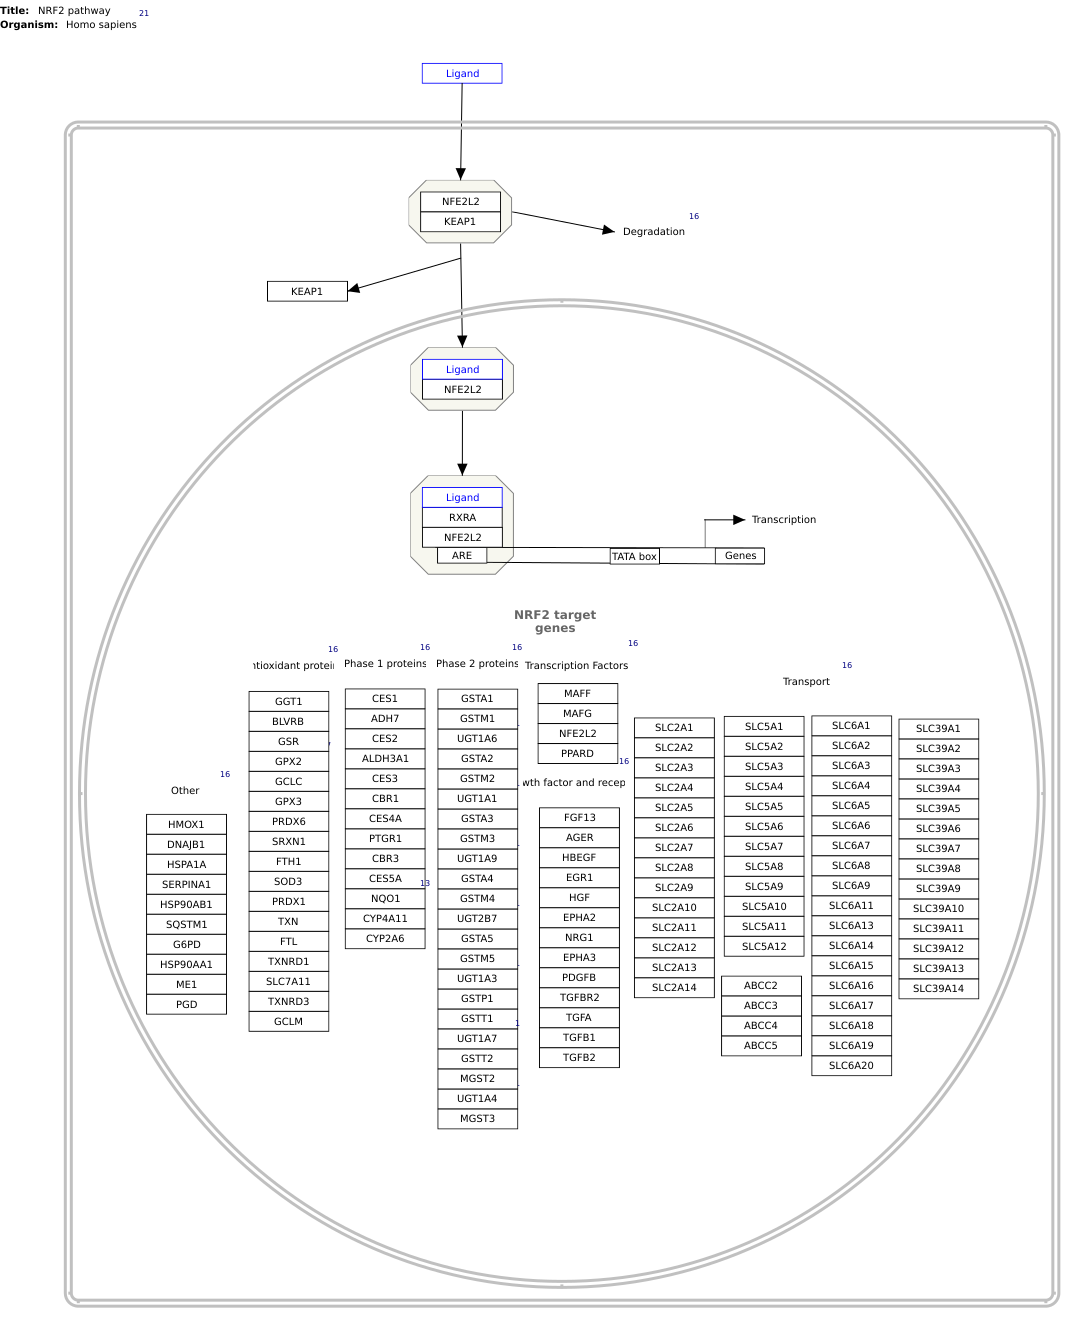 Title: NRF2 pathway 21
Organism: Homo sapiens
Ligand
NFE2L2
KEAP1
16
Degradation
KEAP1
Ligand
NFE2L2
Ligand
RXRA
NFE2L2
ARE
TATA box
Genes
Transcription
NRF2 target
genes
Other 16
HMOX1
DNAJB1
HSPA1A
SERPINA1
HSP90AB1
SQSTM1
G6PD
HSP90AA1
ME1
PGD
16
ntioxidant protein
GGT1
BLVRB
GSR
GPX2
GCLC
GPX3
PRDX6
SRXN1
FTH1
SOD3
PRDX1
TXN
FTL
TXNRD1
SLC7A11
TXNRD3
GCLM
16
Phase 1 proteins
CES1
ADH7
CES2
ALDH3A1
CES3
CBR1
CES4A
PTGR1
CBR3
CES5A
13
NQO1
CYP4A11
CYP2A6
16
Phase 2 proteins
GSTA1
GSTM1
UGT1A6
GSTA2
GSTM2
UGT1A1
GSTA3
GSTM3
UGT1A9
GSTA4
GSTM4
UGT2B7
GSTA5
GSTM5
UGT1A3
GSTP1
GSTT1
UGT1A7
GSTT2
MGST2
UGT1A4
MGST3
16
Transcription Factors
MAFF
MAFG
NFE2L2
PPARD
16
wth factor and recep
FGF13
AGER
HBEGF
EGR1
HGF
EPHA2
NRG1
EPHA3
PDGFB
TGFBR2
TGFA
TGFB1
TGFB2
16
Transport
SLC2A1
SLC2A2
SLC2A3
SLC2A4
SLC2A5
SLC2A6
SLC2A7
SLC2A8
SLC2A9
SLC2A10
SLC2A11
SLC2A12
SLC2A13
SLC2A14
SLC5A1
SLC5A2
SLC5A3
SLC5A4
SLC5A5
SLC5A6
SLC5A7
SLC5A8
SLC5A9
SLC5A10
SLC5A11
SLC5A12
ABCC2
ABCC3
ABCC4
ABCC5
SLC6A1
SLC6A2
SLC6A3
SLC6A4
SLC6A5
SLC6A6
SLC6A7
SLC6A8
SLC6A9
SLC6A11
SLC6A13
SLC6A14
SLC6A15
SLC6A16
SLC6A17
SLC6A18
SLC6A19
SLC6A20
SLC39A1
SLC39A2
SLC39A3
SLC39A4
SLC39A5
SLC39A6
SLC39A7
SLC39A8
SLC39A9
SLC39A10
SLC39A11
SLC39A12
SLC39A13
SLC39A14